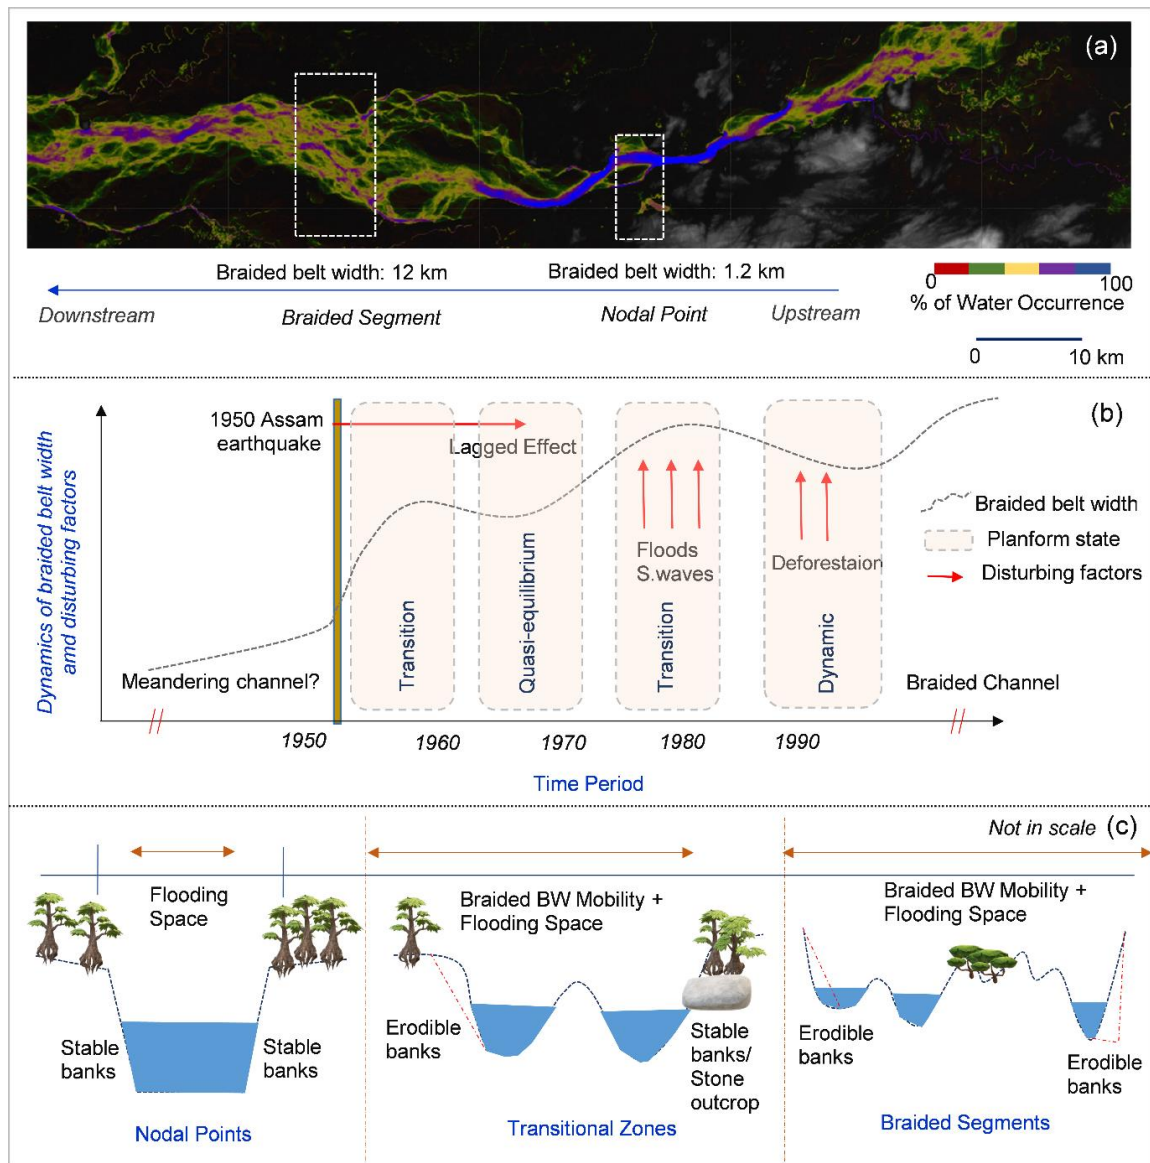 (a)
Braided belt width: 12 km
Braided belt width: 1.2 km
0
100
% of Water Occurrence
Downstream
Braided Segment
Nodal Point
Upstream
0
10 km
(b)
1950 Assam
earthquake
Lagged Effect
Dynamics of braided belt width
amd disturbing factors
Braided belt width
Planform state
Disturbing factors
Floods
S.waves
Deforestaion
Transition
Quasi-equilibrium
Transition
Dynamic
Meandering channel?
Braided Channel
1950
1960
1970
1980
1990
Time Period
Not in scale
(c)
Flooding
Space
Braided BW Mobility +
Flooding Space
Braided BW Mobility +
Flooding Space
Stable
banks
Stable
banks
Erodible
banks
Stable
banks/
Stone
outcrop
Erodible
banks
Erodible
banks
Nodal Points
Transitional Zones
Braided Segments